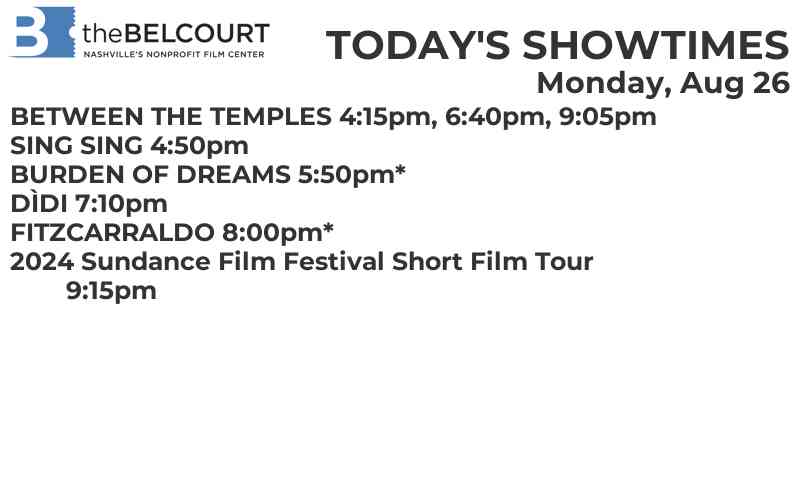 B theBELCOURT
NASHVILLE'S NONPROFIT FILM CENTER
TODAY'S SHOWTIMES
Monday, Aug 26
BETWEEN THE TEMPLES 4:15pm, 6:40pm, 9:05pm
SING SING 4:50pm
BURDEN OF DREAMS 5:50pm*
DÌDI 7:10pm
FITZCARRALDO 8:00pm*
2024 Sundance Film Festival Short Film Tour
9:15pm